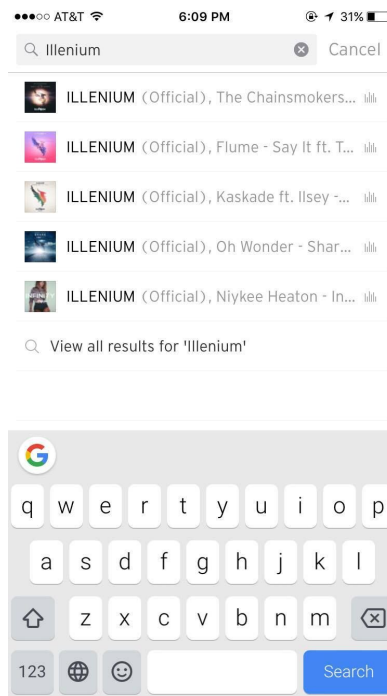 AT&T 6:09 PM 31%
Illenium Cancel
ILLENIUM (Official), The Chainsmokers...
ILLENIUM (Official), Flume - Say It ft. T...
ILLENIUM (Official), Kaskade ft. Ilsey -...
ILLENIUM (Official), Oh Wonder - Shar...
INFINITY ILLENIUM (Official), Niykee Heaton - In...
View all results for 'Illenium'
G
q w e r t y u i o p
a s d f g h j k l
z x c v b n m
123 Search